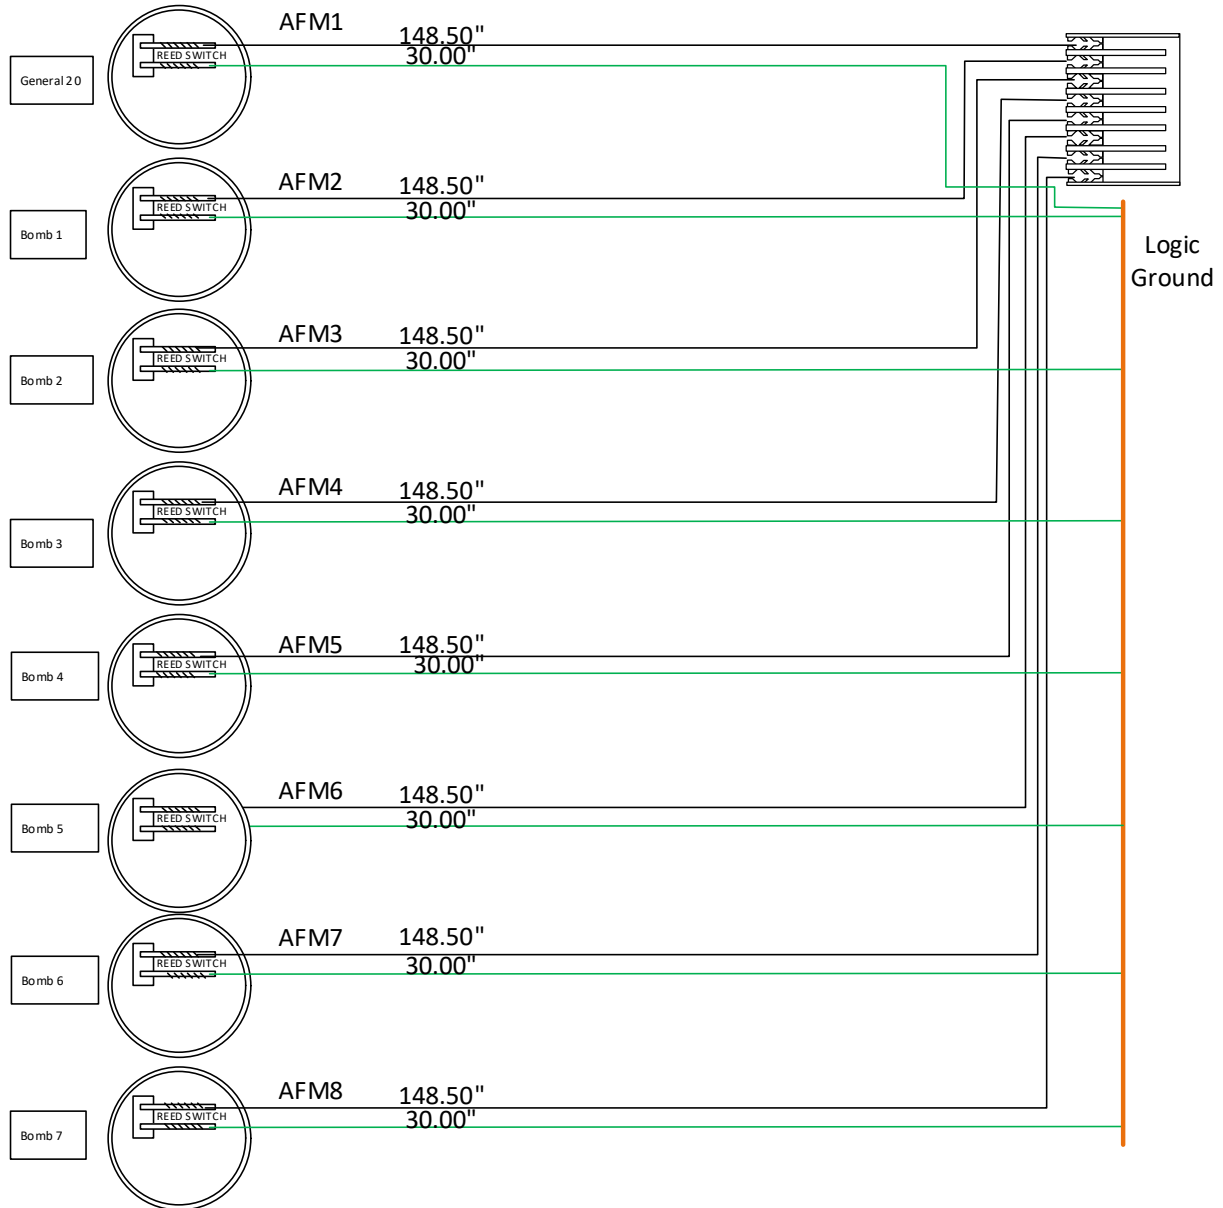 AFM1
148.50"
30.00"
REED SWITCH
General 20
AFM2
148.50"
30.00"
REED SWITCH
Bomb 1
Logic
Ground
AFM3
148.50"
30.00"
REED SWITCH
Bomb 2
AFM4
148.50"
30.00"
REED SWITCH
Bomb 3
AFM5
148.50"
30.00"
REED SWITCH
Bomb 4
AFM6
148.50"
30.00"
REED SWITCH
Bomb 5
AFM7
148.50"
30.00"
REED SWITCH
Bomb 6
AFM8
148.50"
30.00"
REED SWITCH
Bomb 7